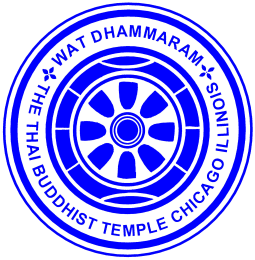 WAT DHAMMARAM
THE THAI BUDDHIST TEMPLE CHICAGO ILLINOIS